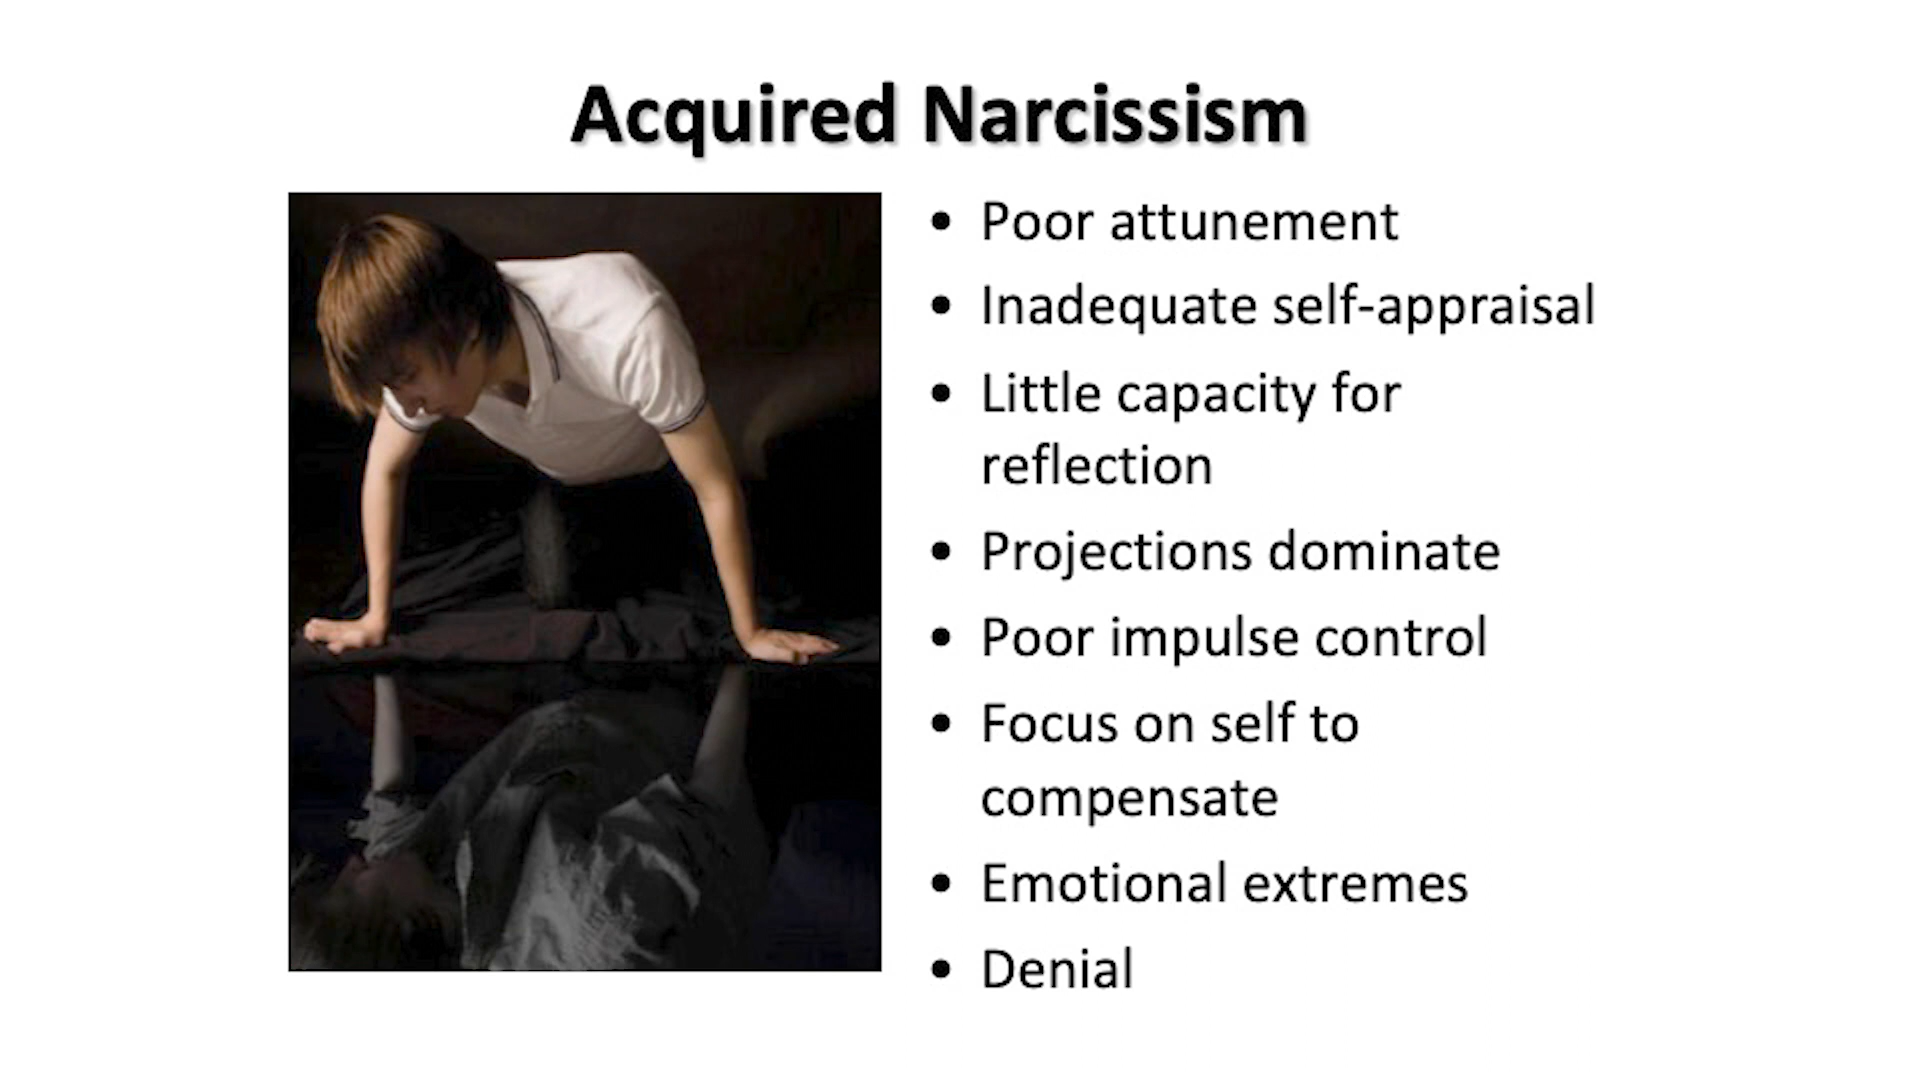 Acquired Narcissism
• Poor attunement
• Inadequate self-appraisal
• Little capacity for
reflection
• Projections dominate
• Poor impulse control
• Focus on self to
compensate
• Emotional extremes
• Denial